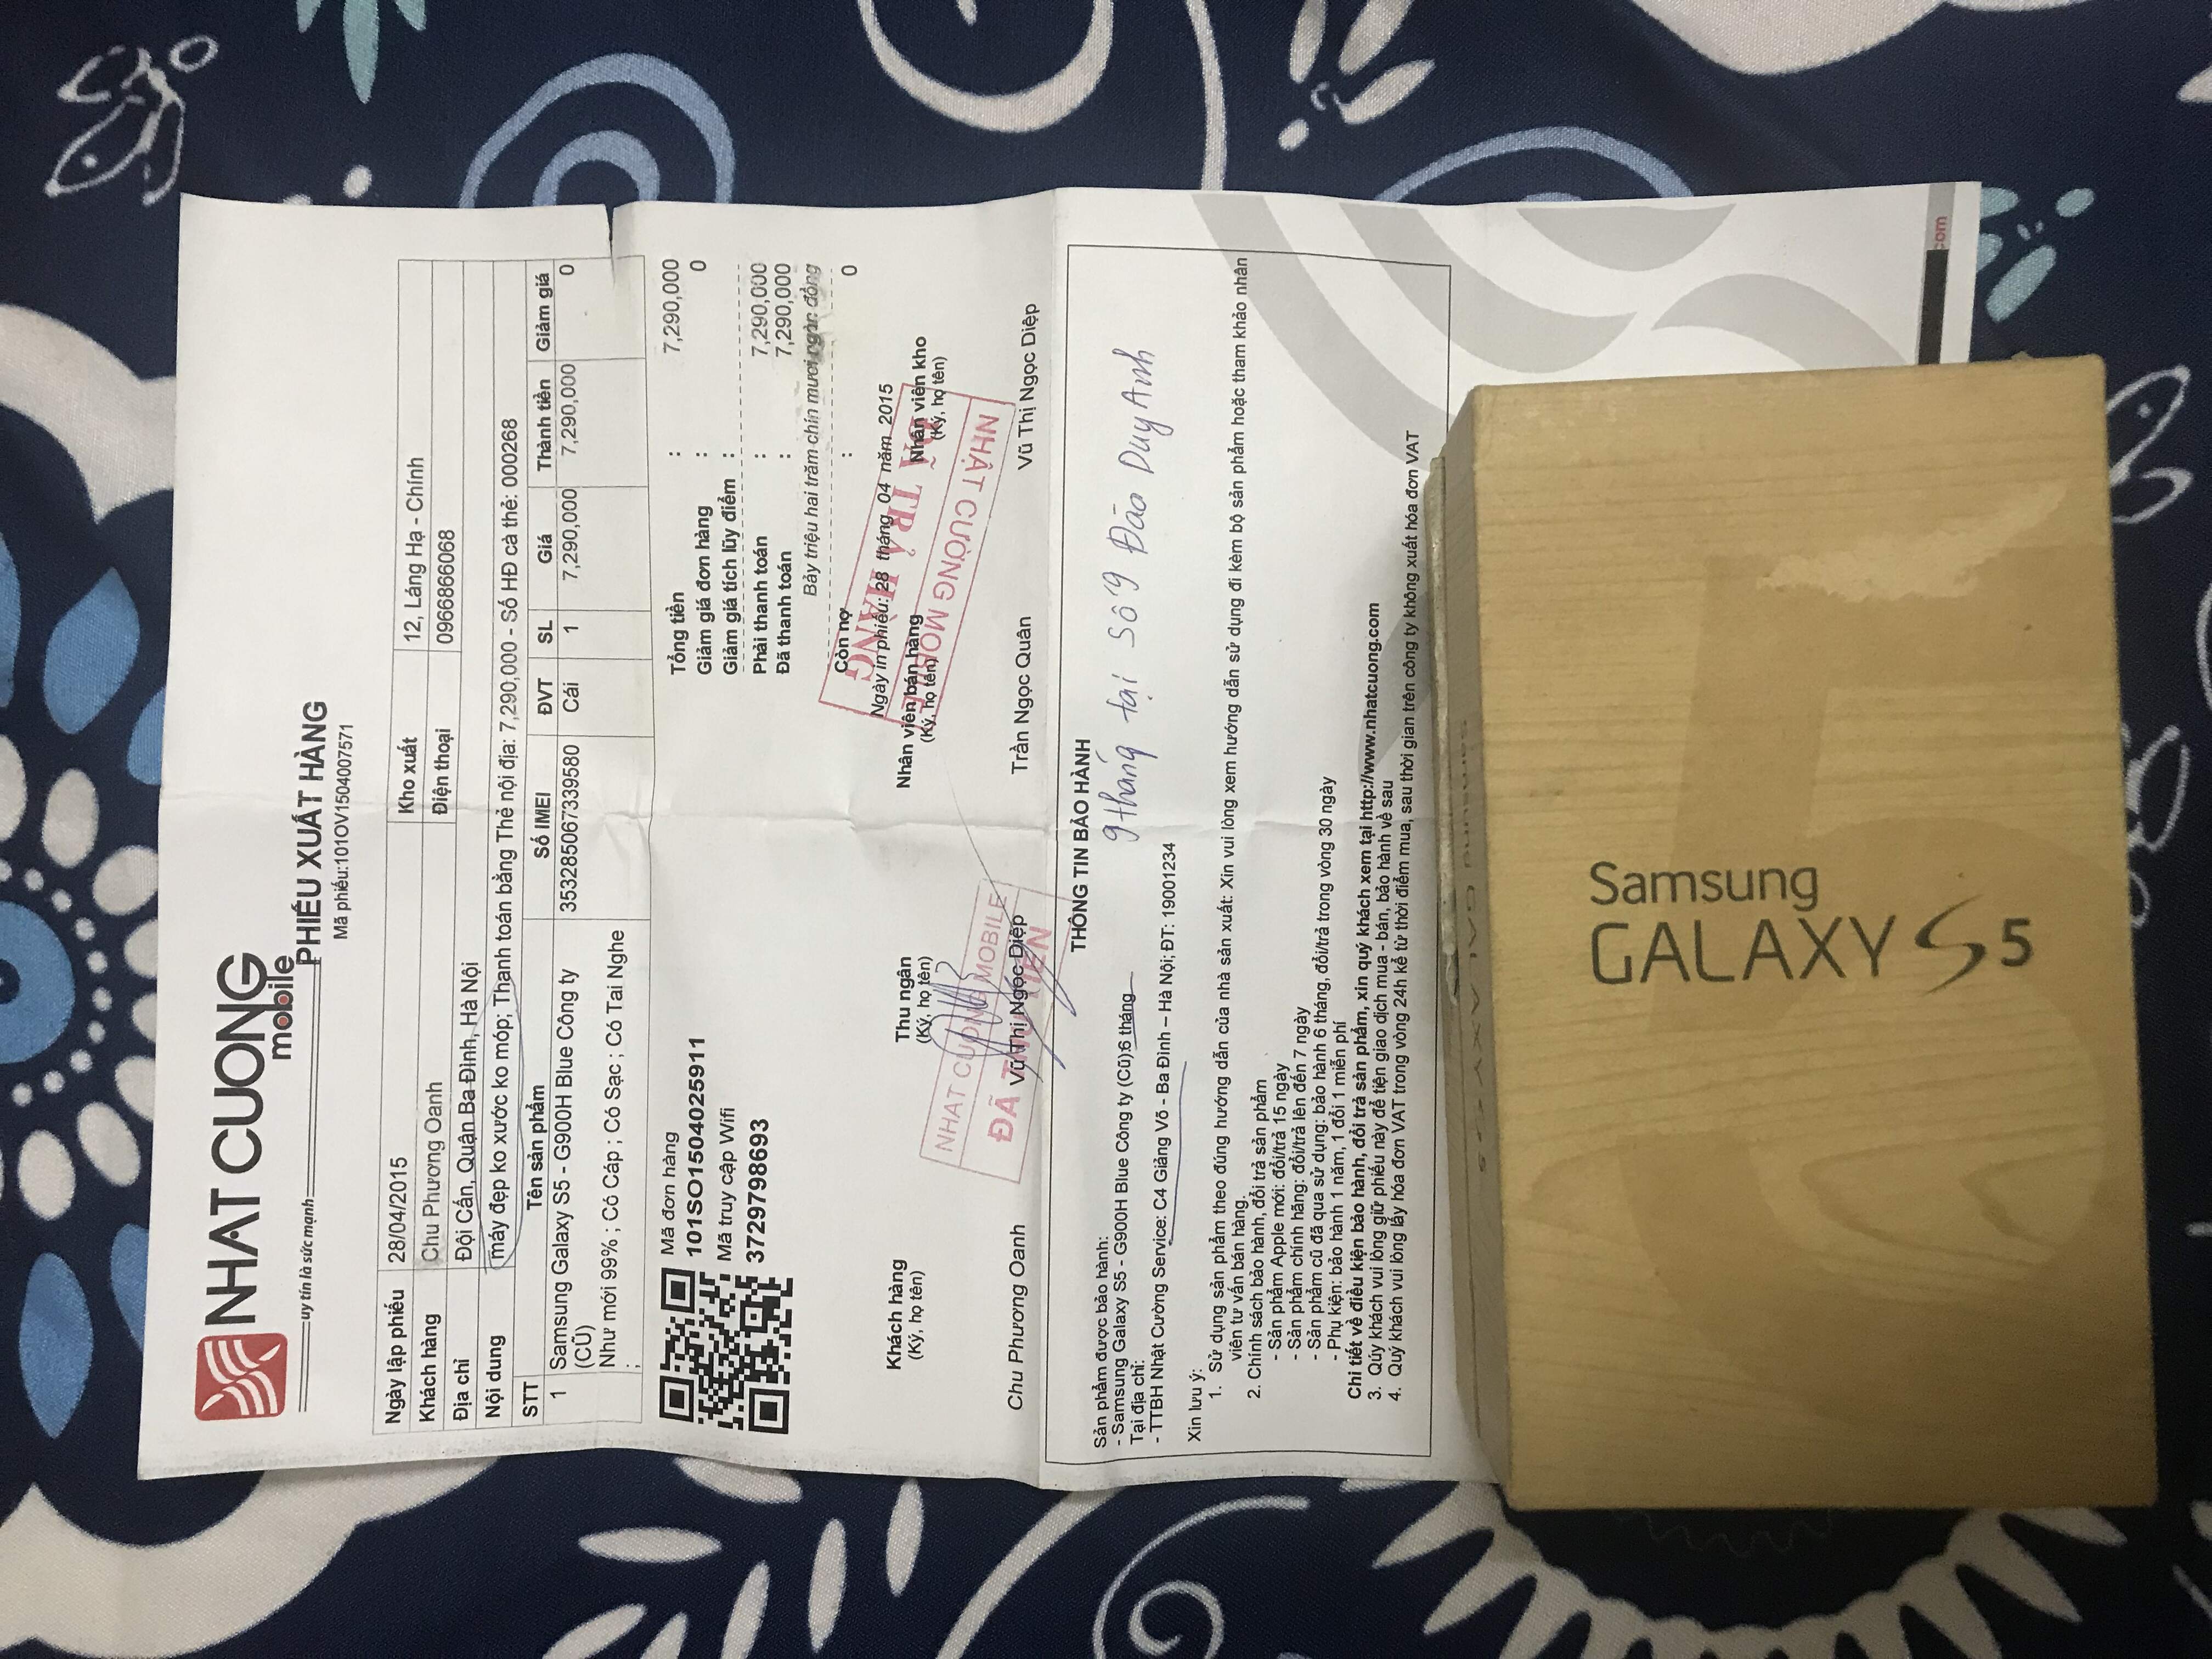 NHAT CUONG
mobile
uy tín là sức mạnh
PHIẾU XUẤT HÀNG
Mã phiếu:101OV1504007571
Ngày lập phiếu 28/04/2015 Kho xuất 12, Láng Hạ - Chính
Khách hàng Chu Phương Oanh Điện thoại 0966866068
Địa chỉ Đội Cấn, Quận Ba Đình, Hà Nội
Nội dung máy đẹp ko xước ko móp; Thanh toán bằng Thẻ nội địa: 7,290,000 - Số HĐ cà thẻ: 000268
STT Tên sản phẩm Số IMEI ĐVT SL Giá Thành tiền Giảm giá
1 Samsung Galaxy S5 - G900H Blue Công ty 353285067339580 Cái 1 7,290,000 7,290,000 0
(Cũ)
Như mới 99% ; Có Cáp ; Có Sạc ; Có Tai Nghe
;
Mã đơn hàng
101SO1504025911
Mã truy cập Wifi
3729798693
Tổng tiền : 7,290,000
Giảm giá đơn hàng : 0
Giảm giá tích lũy điểm :
Phải thanh toán : 7,290,000
Đã thanh toán : 7,290,000
Bảy triệu hai trăm chín mươi ngàn đồng
Còn nợ : 0
Ngày in phiếu: 28 tháng 04 năm 2015
Khách hàng Thu ngân Nhân viên bán hàng Nhân viên kho
(Ký, họ tên) (Ký, họ tên) (Ký, họ tên) (Ký, họ tên)
NHAT CUONG MOBILE
ĐÃ THU TIỀN
ĐÃ TRẢ HÀNG
NHẬT CƯỜNG MOBILE
Chu Phương Oanh Vũ Thị Ngọc Diệp Trần Ngọc Quân Vũ Thị Ngọc Diệp
THÔNG TIN BẢO HÀNH
Sản phẩm được bảo hành:
- Samsung Galaxy S5 - G900H Blue Công ty (Cũ):6 tháng
9 tháng tại số 9 Đào Duy Anh
Tại địa chỉ:
- TTBH Nhật Cường Service: C4 Giảng Võ - Ba Đình – Hà Nội; ĐT: 19001234
Xin lưu ý:
1. Sử dụng sản phẩm theo đúng hướng dẫn của nhà sản xuất: Xin vui lòng xem hướng dẫn sử dụng đi kèm bộ sản phẩm hoặc tham khảo nhân
viên tư vấn bán hàng.
2. Chính sách bảo hành, đổi trả sản phẩm
- Sản phẩm Apple mới: đổi/trả 15 ngày
- Sản phẩm chính hãng: đổi/trả lên đến 7 ngày
- Sản phẩm cũ đã qua sử dụng: bảo hành 6 tháng, đổi/trả trong vòng 30 ngày
- Phụ kiện: bảo hành 1 năm, 1 đổi 1 miễn phí
Chi tiết về điều kiện bảo hành, đổi trả sản phẩm, xin quý khách xem tại http://www.nhatcuong.com
3. Qúy khách vui lòng giữ phiếu này để tiện giao dịch mua - bán, bảo hành về sau
4. Quý khách vui lòng lấy hóa đơn VAT trong vòng 24h kể từ thời điểm mua, sau thời gian trên công ty không xuất hóa đơn VAT
.com
Samsung
GALAXY S5